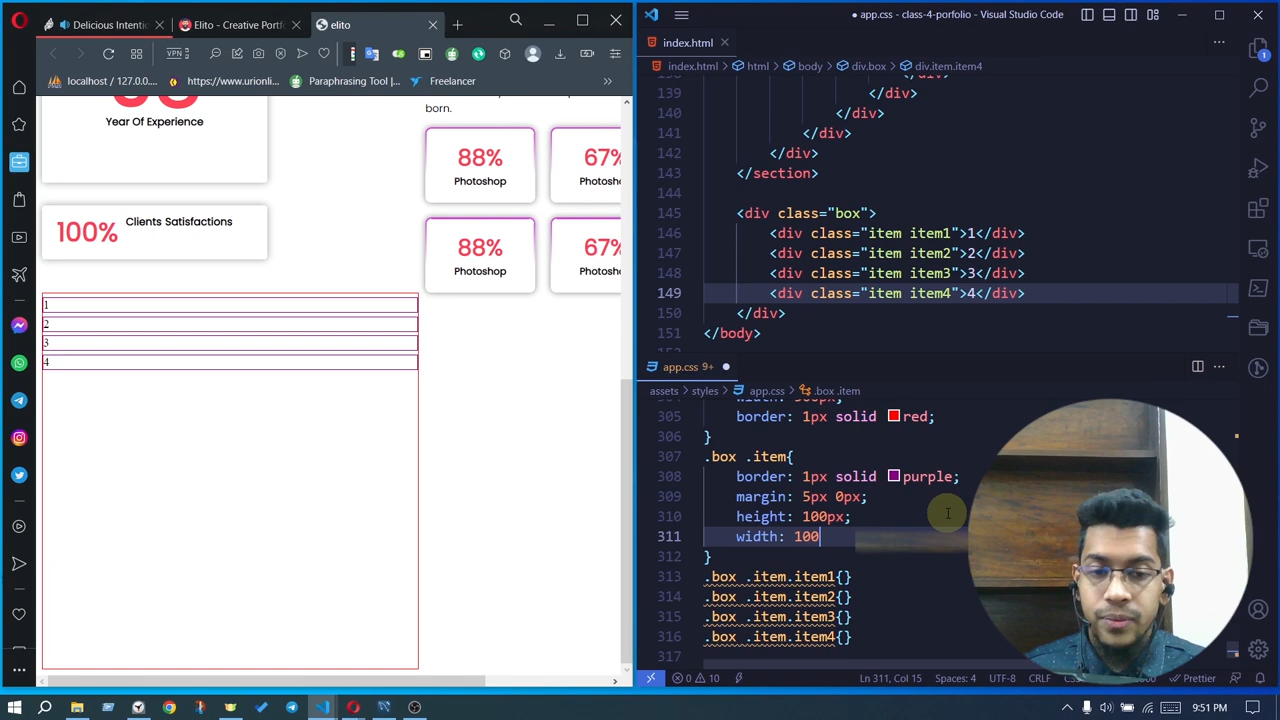 Delicious Intentio
Elito - Creative Portfo
elito
VPN
localhost / 127.0.0....
https://www.urionli...
Paraphrasing Tool |...
Freelancer
»
Year Of Experience
born.
88%
Photoshop
67%
Photosh
100%
Clients Satisfactions
88%
Photoshop
67%
Photosho
1
2
3
4
● app.css - class-4-porfolio - Visual Studio Code
index.html
index.html > html > body > div.box > div.item.item4
139 </div>
140 </div>
141 </div>
142 </div>
143 </section>
144
145 <div class="box">
146 <div class="item item1">1</div>
147 <div class="item item2">2</div>
148 <div class="item item3">3</div>
149 <div class="item item4">4</div>
150 </div>
151 </body>
app.css 9+
assets > styles > app.css > .box .item
305 border: 1px solid red;
306 }
307 .box .item{
308 border: 1px solid purple;
309 margin: 5px 0px;
310 height: 100px;
311 width: 100
312 }
313 .box .item.item1{}
314 .box .item.item2{}
315 .box .item.item3{}
316 .box .item.item4{}
317
0 10
Ln 311, Col 15
Spaces: 4
UTF-8
CRLF
Prettier
9:51 PM